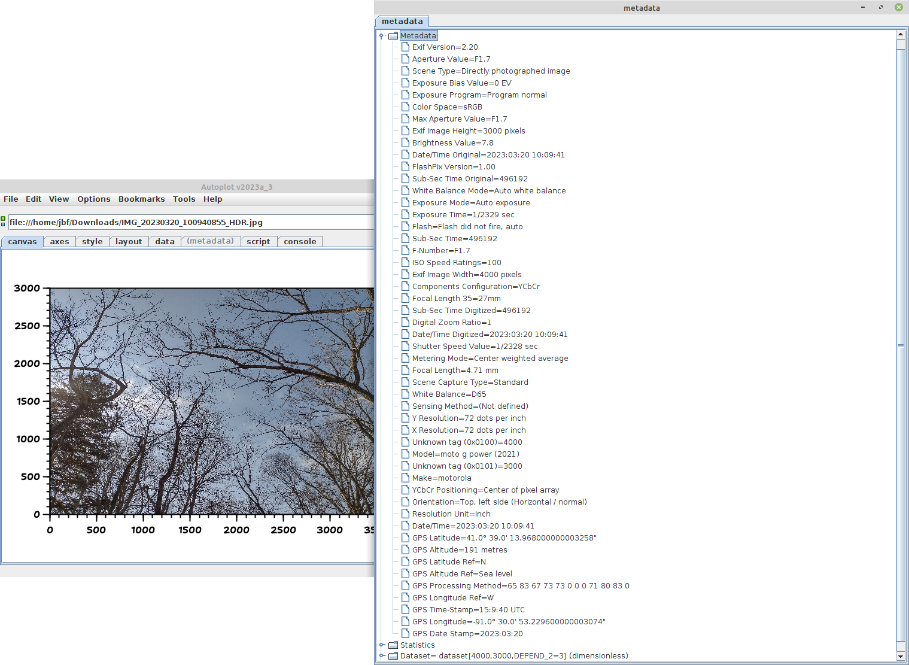 metadata
metadata
Metadata
Exif Version=2.20
Aperture Value=F1.7
Scene Type=Directly photographed image
Exposure Bias Value=0 EV
Exposure Program=Program normal
Color Space=sRGB
Max Aperture Value=F1.7
Exif Image Height=3000 pixels
Brightness Value=7.8
Date/Time Original=2023:03:20 10:09:41
FlashPix Version=1.00
Sub-Sec Time Original=496192
White Balance Mode=Auto white balance
Exposure Mode=Auto exposure
Exposure Time=1/2329 sec
Flash=Flash did not fire, auto
Sub-Sec Time=496192
F-Number=F1.7
ISO Speed Ratings=100
Exif Image Width=4000 pixels
Components Configuration=YCbCr
Focal Length 35=27mm
Sub-Sec Time Digitized=496192
Digital Zoom Ratio=1
Date/Time Digitized=2023:03:20 10:09:41
Shutter Speed Value=1/2328 sec
Metering Mode=Center weighted average
Focal Length=4.71 mm
Scene Capture Type=Standard
White Balance=D65
Sensing Method=(Not defined)
Y Resolution=72 dots per inch
X Resolution=72 dots per inch
Unknown tag (0x0100)=4000
Model=moto g power (2021)
Unknown tag (0x0101)=3000
Make=motorola
YCbCr Positioning=Center of pixel array
Orientation=Top, left side (Horizontal / normal)
Resolution Unit=Inch
Date/Time=2023:03:20 10:09:41
GPS Latitude=41.0° 39.0' 13.968000000003258"
GPS Altitude=191 metres
GPS Latitude Ref=N
GPS Altitude Ref=Sea level
GPS Processing Method=65 83 67 73 73 0 0 0 71 80 83 0
GPS Longitude Ref=W
GPS Time-Stamp=15:9:40 UTC
GPS Longitude=-91.0° 30.0' 53.229600000003074"
GPS Date Stamp=2023:03:20
Statistics
Dataset= dataset[4000,3000,DEPEND_2=3] (dimensionless)
Autoplot v2023a_3
File Edit View Options Bookmarks Tools Help
file:///home/jbf/Downloads/IMG_20230320_100940855_HDR.jpg
canvas axes style layout data (metadata) script console
3000
2500
2000
1500
1000
500
0
0 500 1000 1500 2000 2500 3000 35